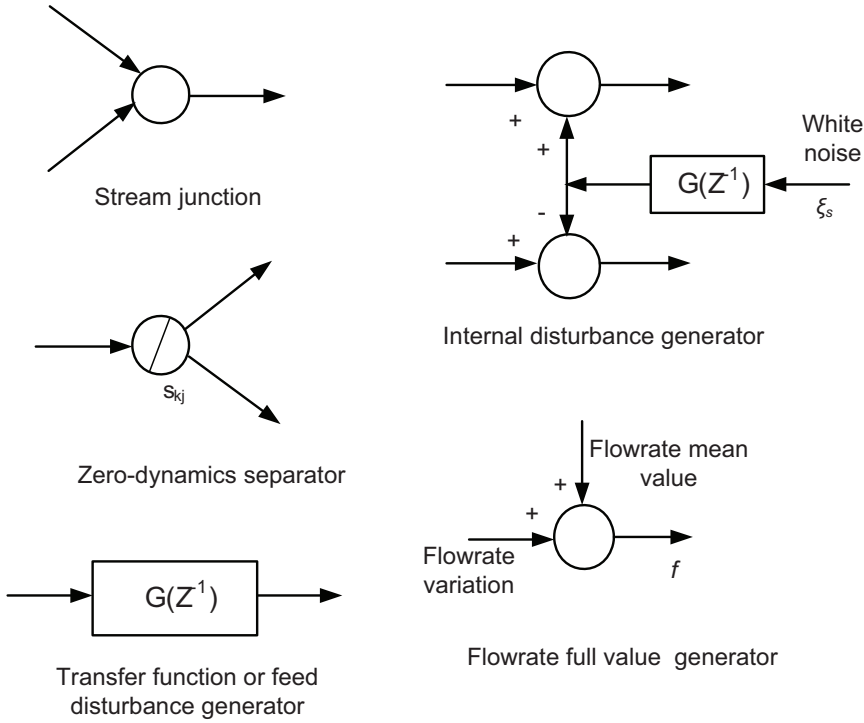 Stream junction
s_kj
Zero-dynamics separator
G(Z⁻¹)
Transfer function or feed
disturbance generator
+
+
-
+
G(Z⁻¹)
White
noise
ξₛ
Internal disturbance generator
Flowrate mean
value
+
+
Flowrate
variation
f
Flowrate full value generator